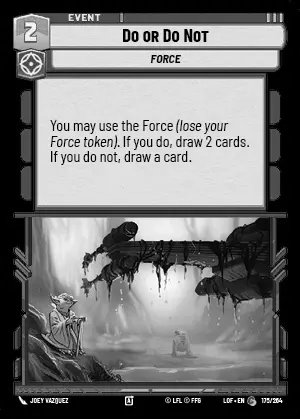 EVENT
2
Do or Do Not
FORCE
You may use the Force (lose your
Force token). If you do, draw 2 cards.
If you do not, draw a card.
JOEY VAZQUEZ
© LFL © FFG
LOF • EN
175/264